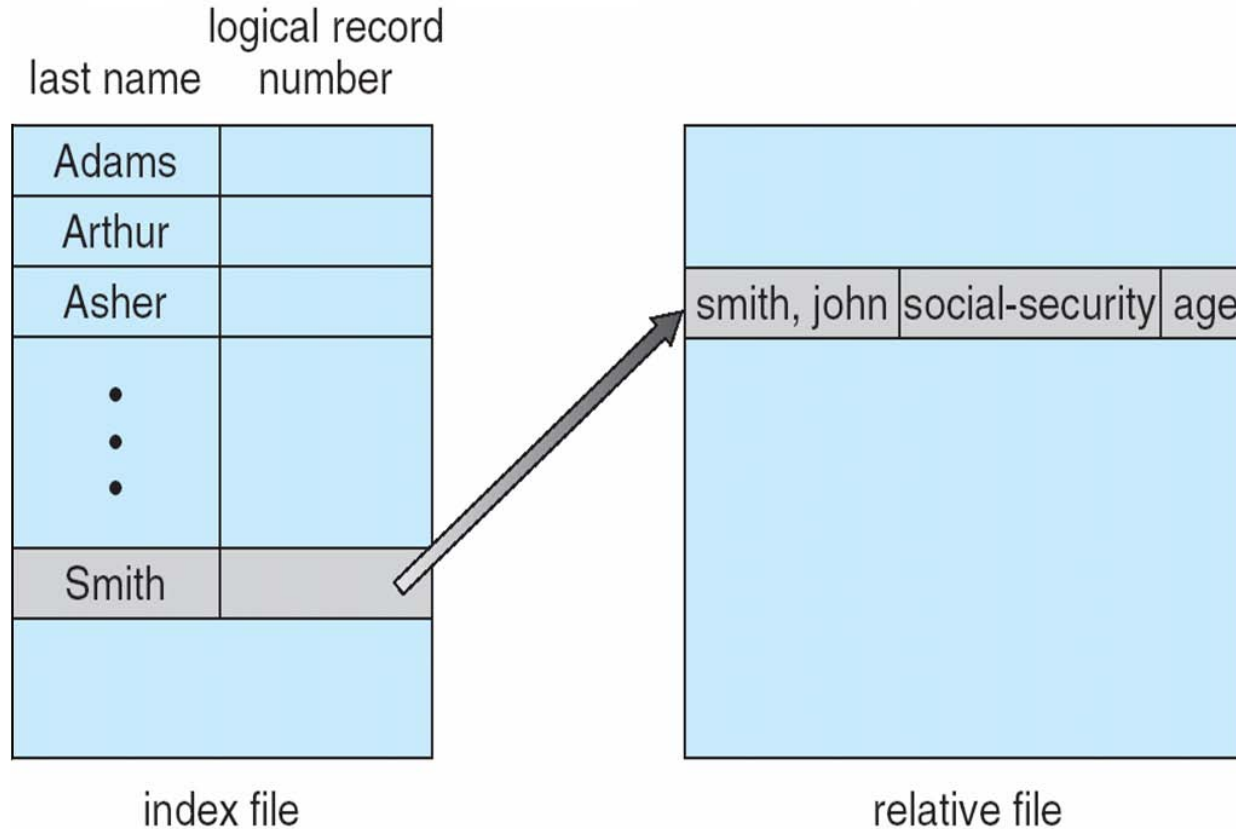 logical record
last name number
Adams
Arthur
Asher
Smith
smith, john social-security age
index file relative file